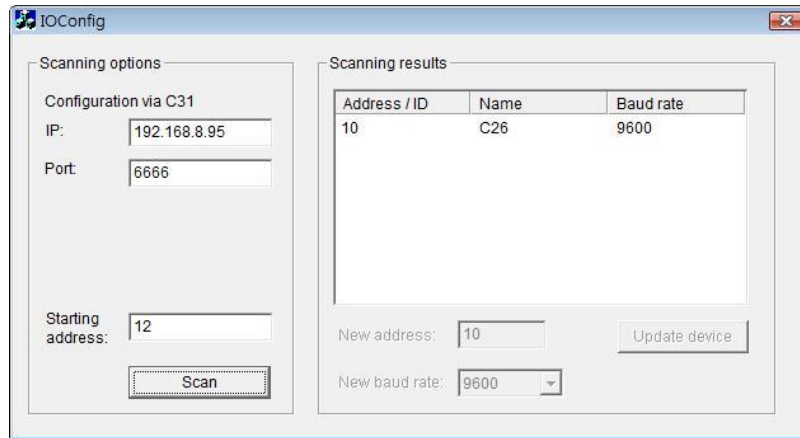 IOConfig
Scanning options
Configuration via C31
IP: 192.168.8.95
Port: 6666
Starting
address: 12
Scan
Scanning results
Address / ID Name Baud rate
10 C26 9600
New address: 10 Update device
New baud rate: 9600